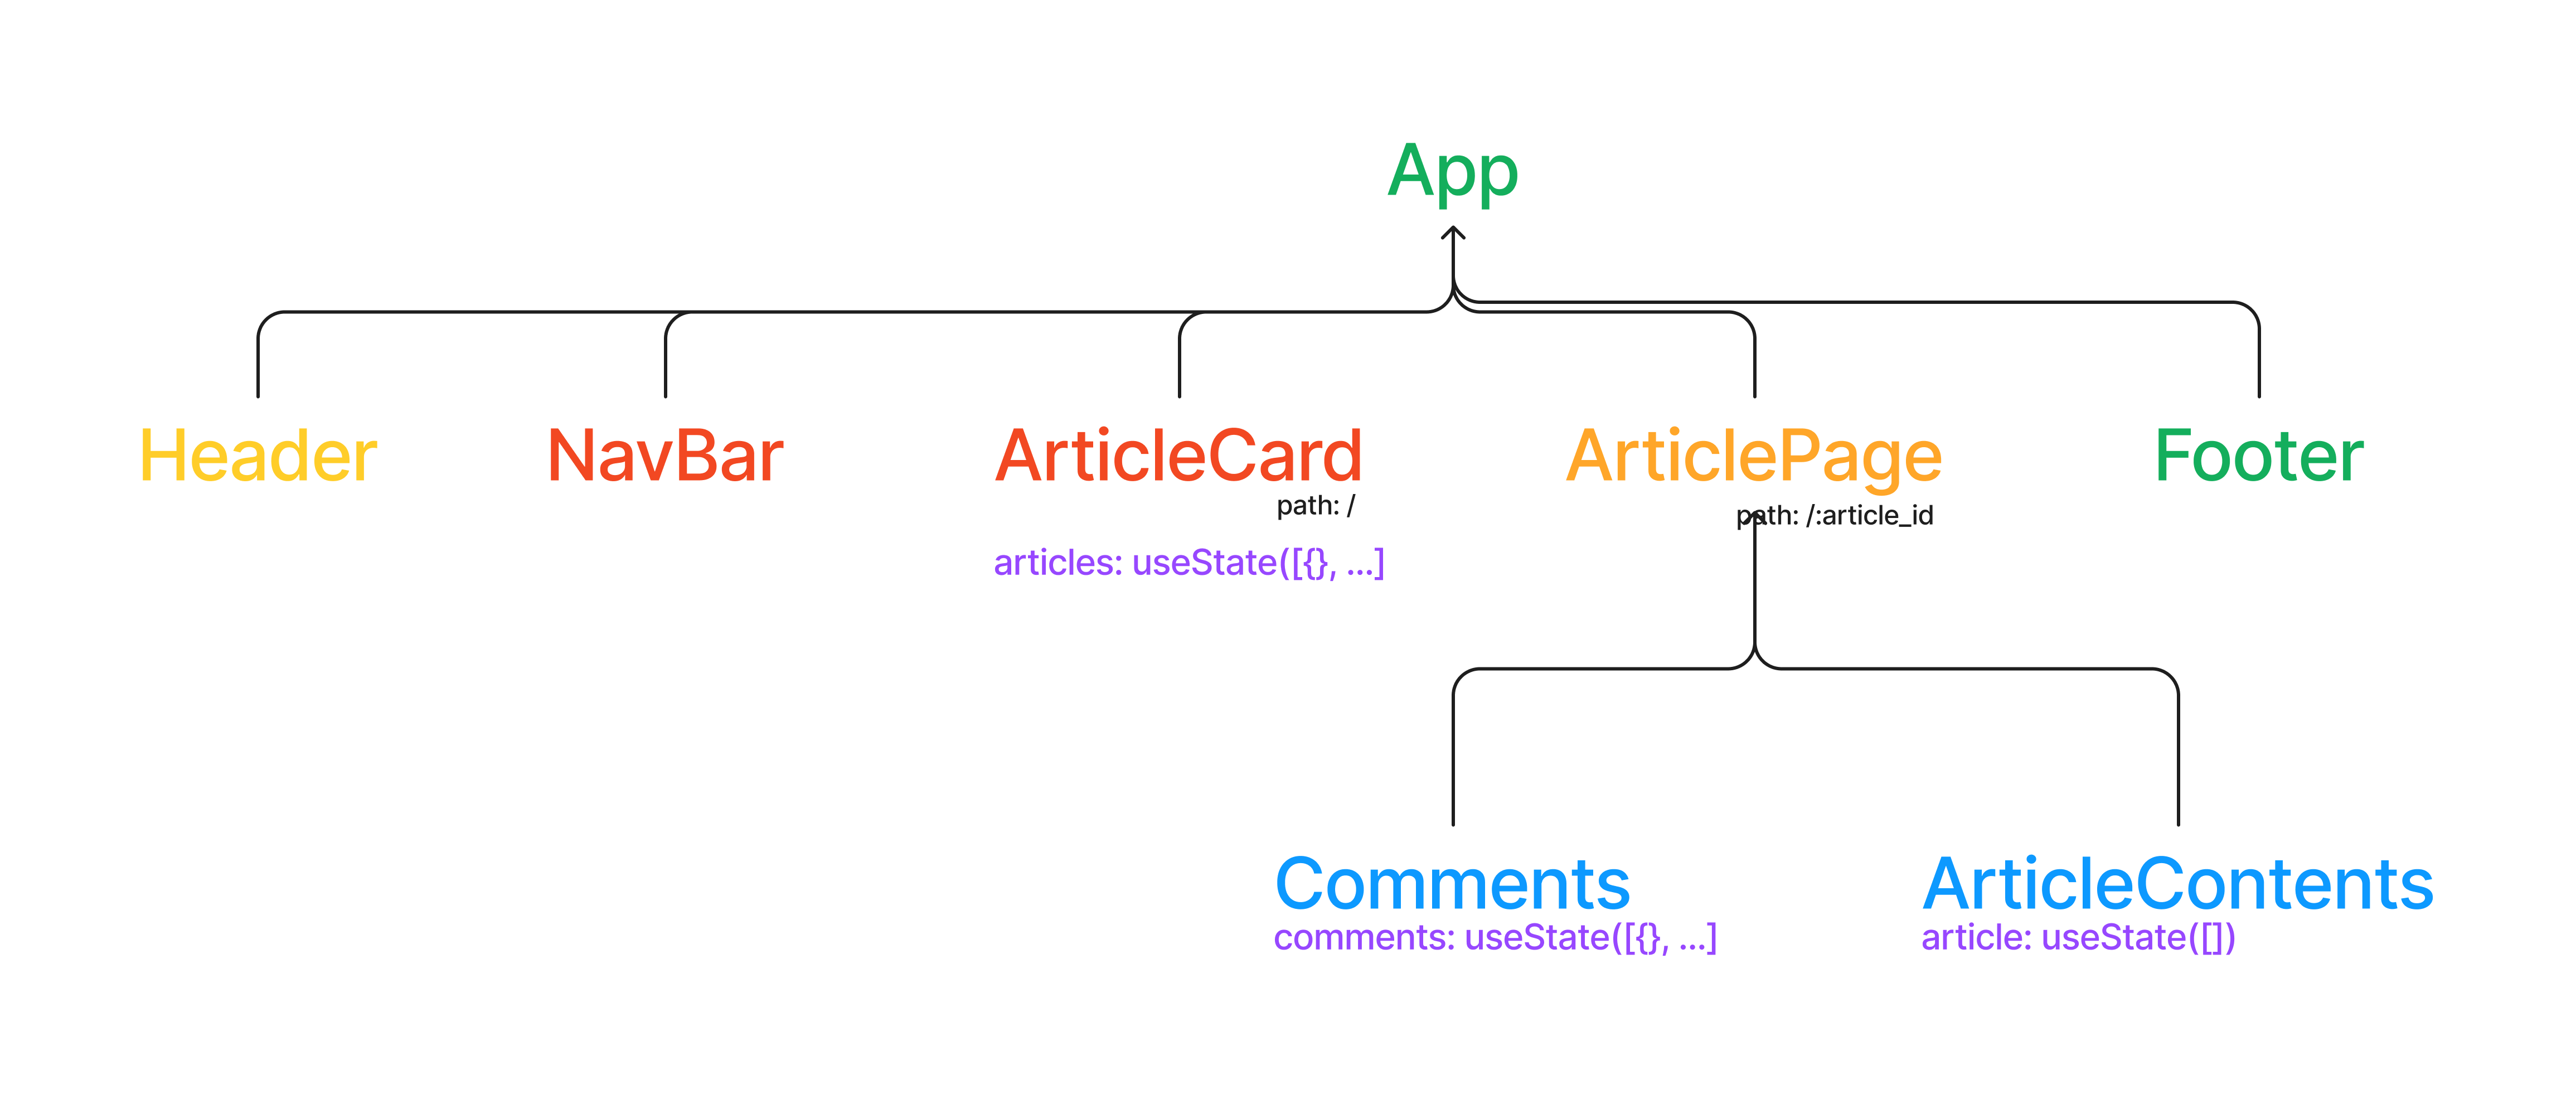 App
Header
NavBar
ArticleCard
path: /
articles: useState([{}, ...]
ArticlePage
path: /:article_id
Footer
Comments
comments: useState([{}, ...]
ArticleContents
article: useState([])